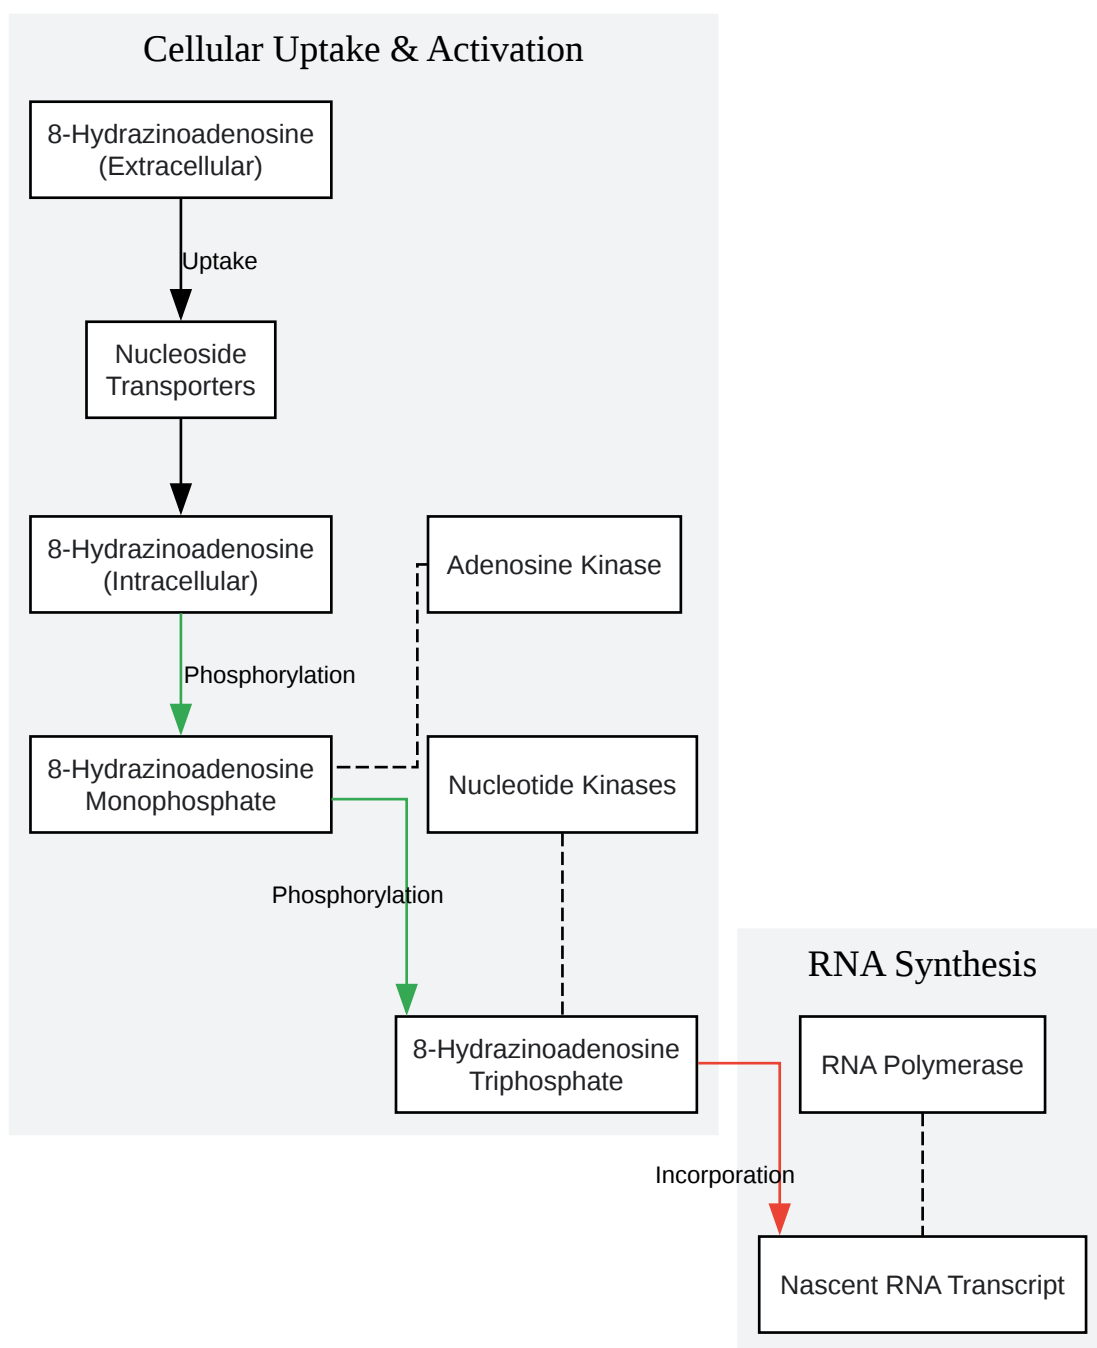 Cellular Uptake & Activation
8-Hydrazinoadenosine
(Extracellular)
Uptake
Nucleoside
Transporters
8-Hydrazinoadenosine
(Intracellular)
Adenosine Kinase
Phosphorylation
8-Hydrazinoadenosine
Monophosphate
Nucleotide Kinases
Phosphorylation
8-Hydrazinoadenosine
Triphosphate
RNA Synthesis
RNA Polymerase
Incorporation
Nascent RNA Transcript